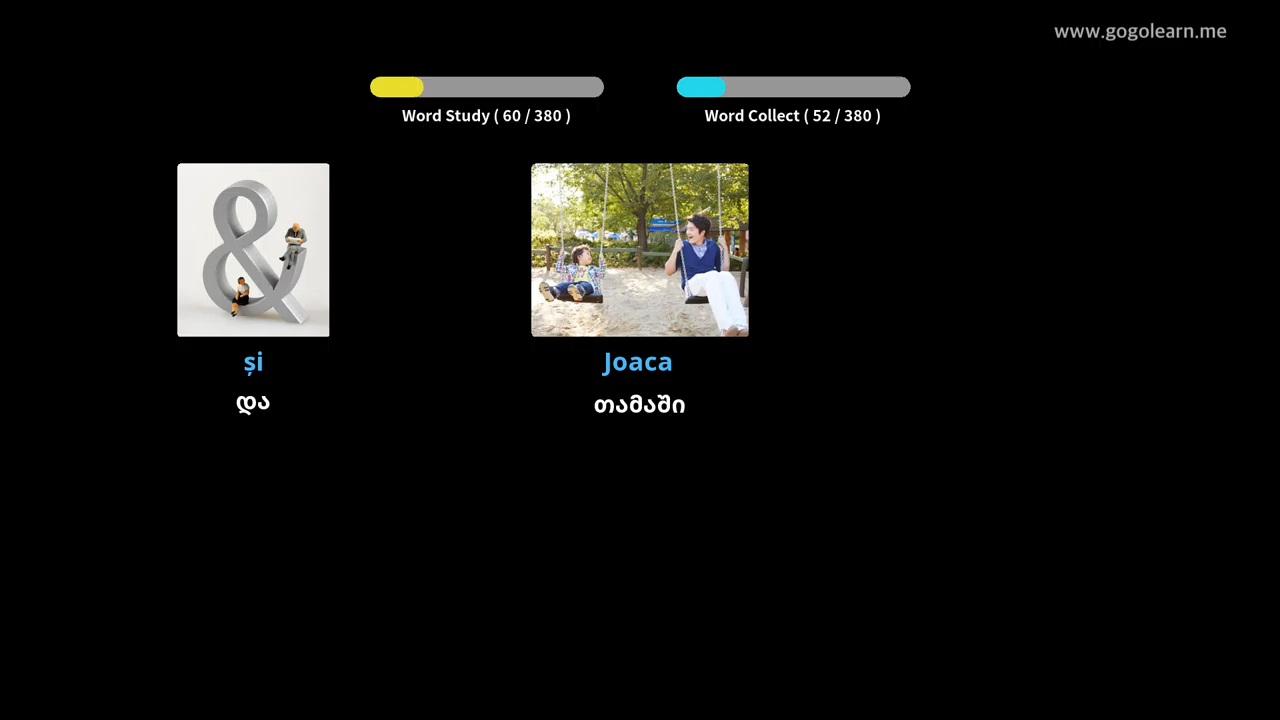 www.gogolearn.me
Word Study ( 60 / 380 )
Word Collect ( 52 / 380 )
și
Joaca
და
თამაში